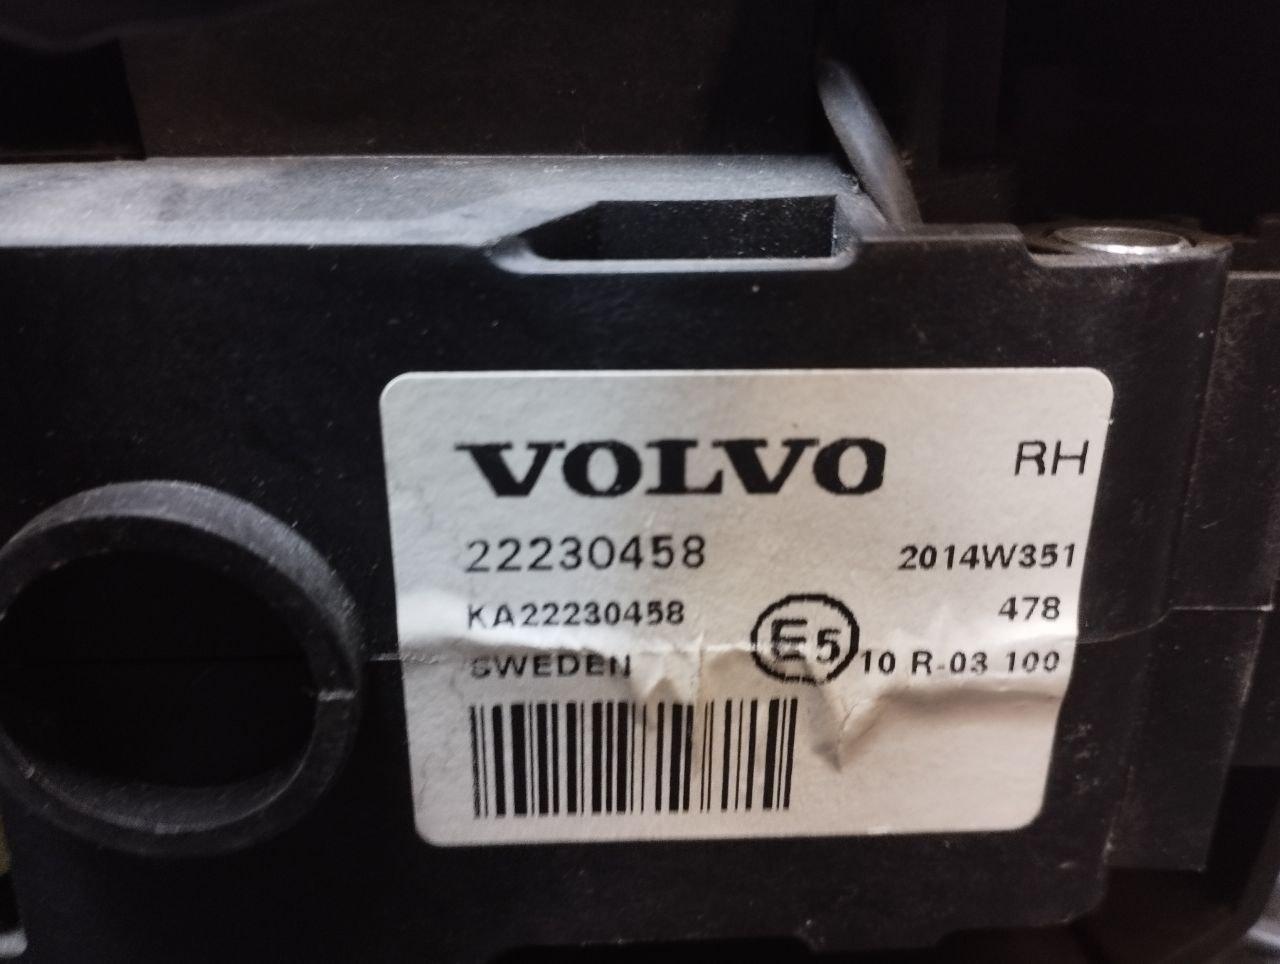 VOLVO RH
22230458 2014W351
KA22230458 478
SWEDEN E5 10 R-03 100